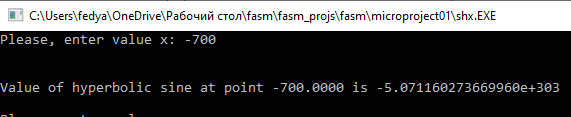 C:\Users\fedya\OneDrive\Рабочий стол\fasm\fasm_projs\fasm\microproject01\shx.EXE
Please, enter value x: -700
Value of hyperbolic sine at point -700.0000 is -5.071160273669960e+303